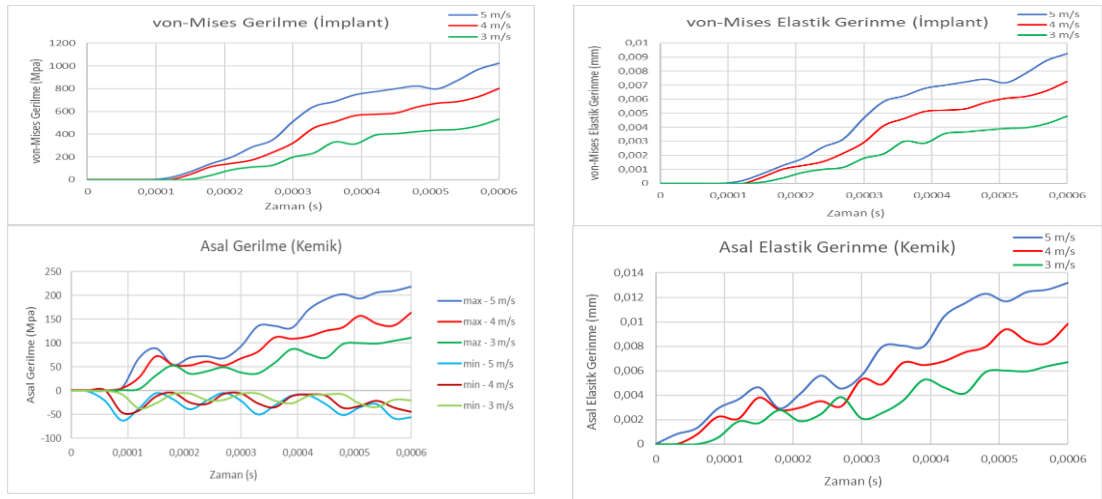 von-Mises Gerilme (İmplant)
5 m/s
4 m/s
3 m/s
von-Mises Gerilme (Mpa)
1200
1000
800
600
400
200
0
0
0,0001
0,0002
0,0003
0,0004
0,0005
0,0006
Zaman (s)
von-Mises Elastik Gerinme (İmplant)
5 m/s
4 m/s
3 m/s
von-Mises Elastik Gerinme (mm)
0,01
0,009
0,008
0,007
0,006
0,005
0,004
0,003
0,002
0,001
0
0
0,0001
0,0002
0,0003
0,0004
0,0005
0,0006
Zaman (s)
Asal Gerilme (Kemik)
Asal Gerilme (Mpa)
250
200
150
100
50
0
-50
-100
0
0,0001
0,0002
0,0003
0,0004
0,0005
0,0006
Zaman (s)
max - 5 m/s
max - 4 m/s
maz - 3 m/s
min - 5 m/s
min - 4 m/s
min - 3 m/s
Asal Elastik Gerinme (Kemik)
5 m/s
4 m/s
3 m/s
Asal Elasitk Gerinnme (mm)
0,014
0,012
0,01
0,008
0,006
0,004
0,002
0
0
0,0001
0,0002
0,0003
0,0004
0,0005
0,0006
Zaman (s)